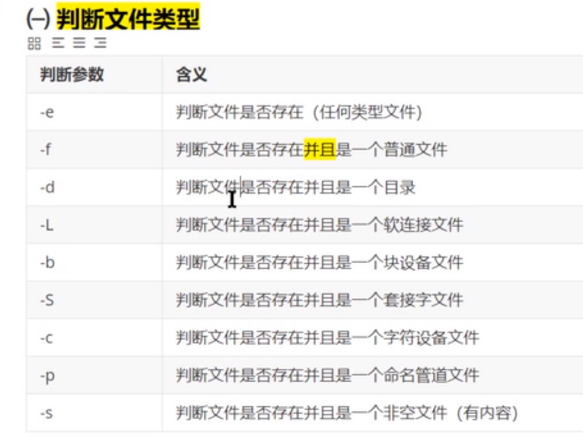 ㈠ 判断文件类型
判断参数 含义
-e 判断文件是否存在（任何类型文件）
-f 判断文件是否存在并且是一个普通文件
-d 判断文件是否存在并且是一个目录
-L 判断文件是否存在并且是一个软连接文件
-b 判断文件是否存在并且是一个块设备文件
-S 判断文件是否存在并且是一个套接字文件
-c 判断文件是否存在并且是一个字符设备文件
-p 判断文件是否存在并且是一个命名管道文件
-s 判断文件是否存在并且是一个非空文件（有内容）